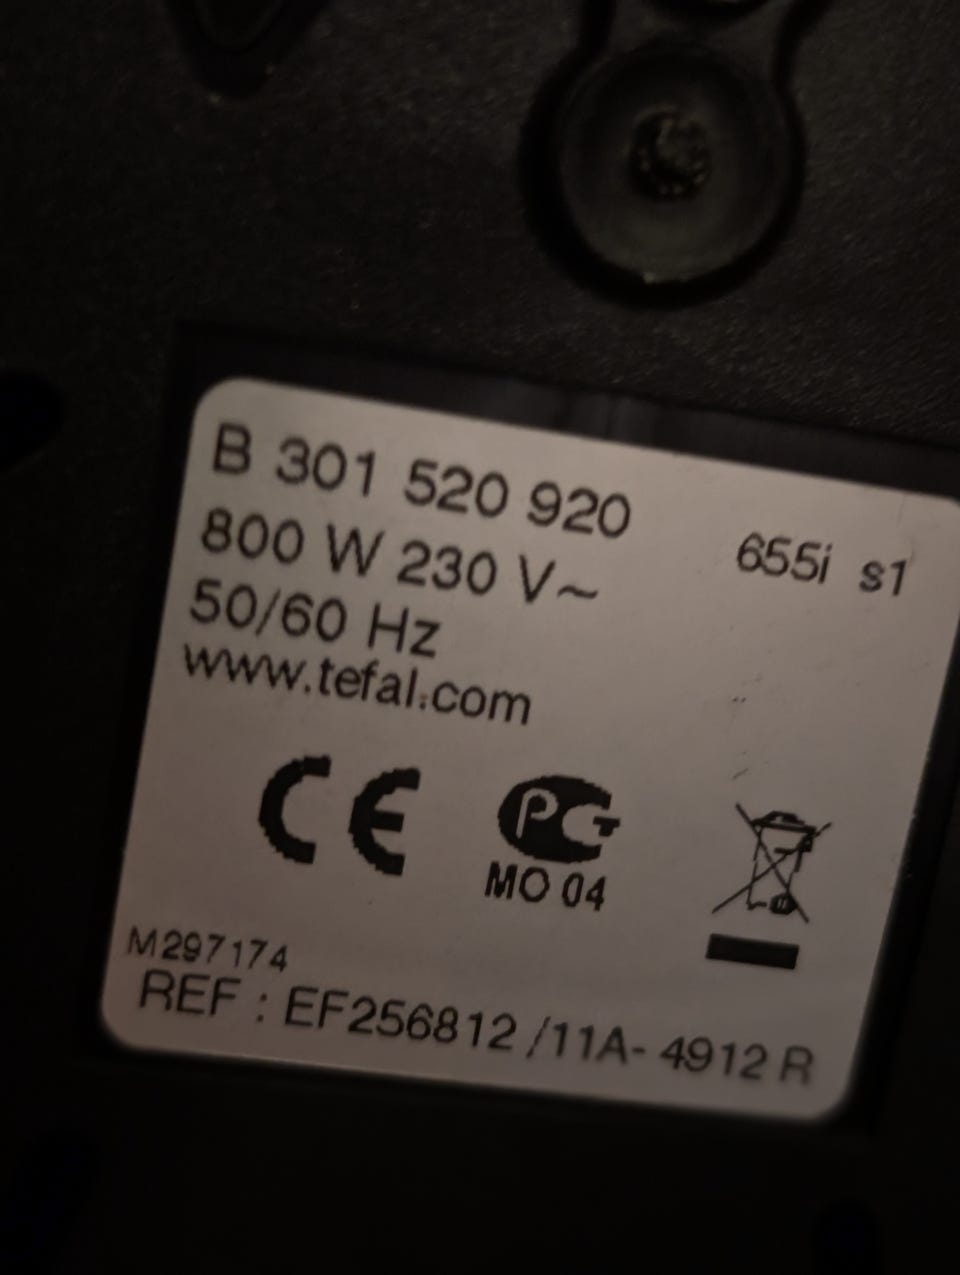 B 301 520 920
800 W 230 V~
655i s1
50/60 Hz
www.tefal.com
CE
PCT
MO 04
M297174
REF : EF256812 /11A- 4912 R